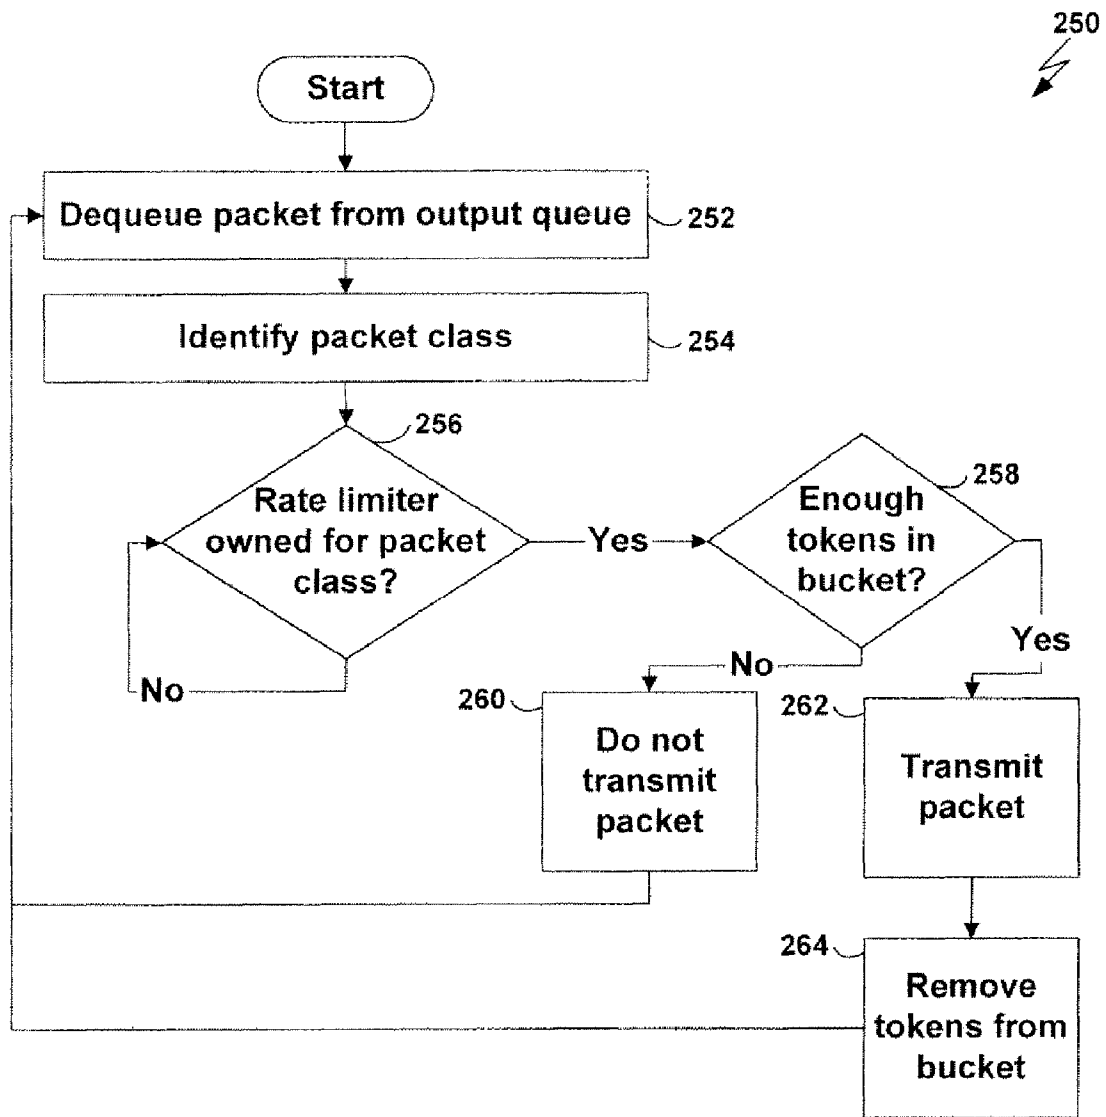 250
Start
Dequeue packet from output queue
252
Identify packet class
254
256
Rate limiter
owned for packet
class?
Yes
No
258
Enough
tokens in
bucket?
No
Yes
260
Do not
transmit
packet
262
Transmit
packet
264
Remove
tokens from
bucket